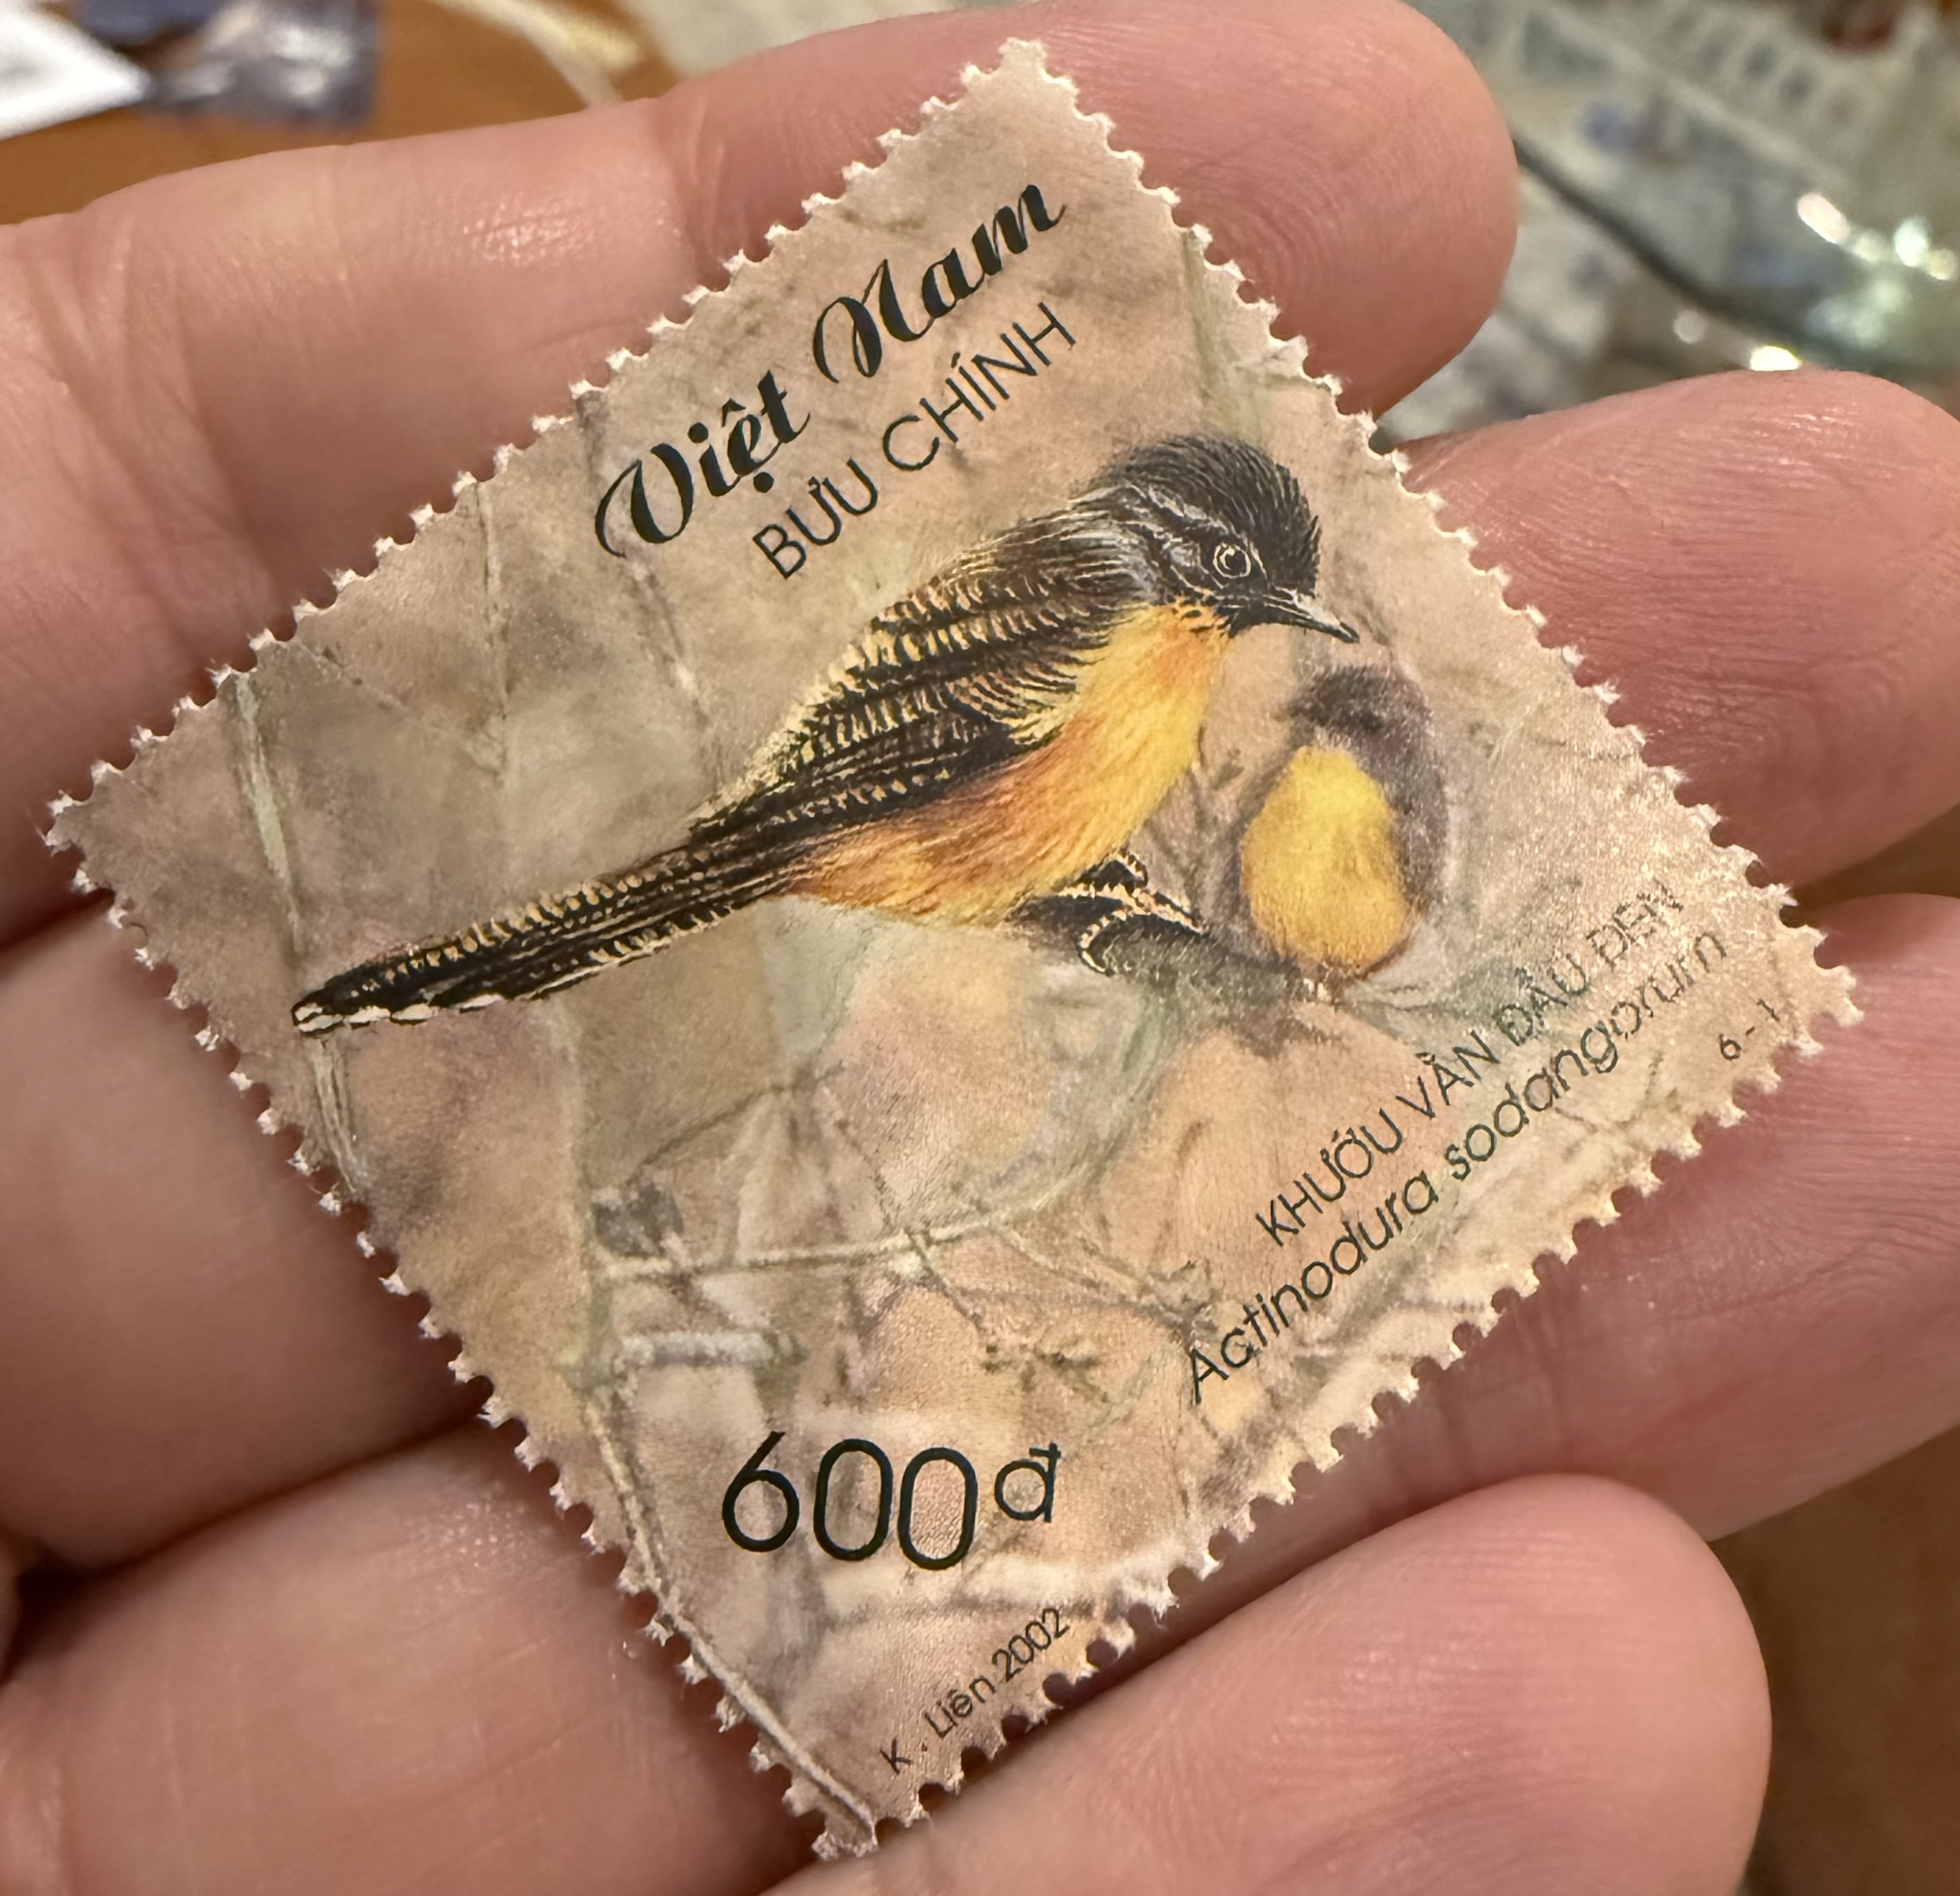 Việt Nam
BƯU CHÍNH
KHƯỚU VẰN ĐẦU ĐEN
Actinodura sodangorum
6 - 1
600đ
K. Liên 2002